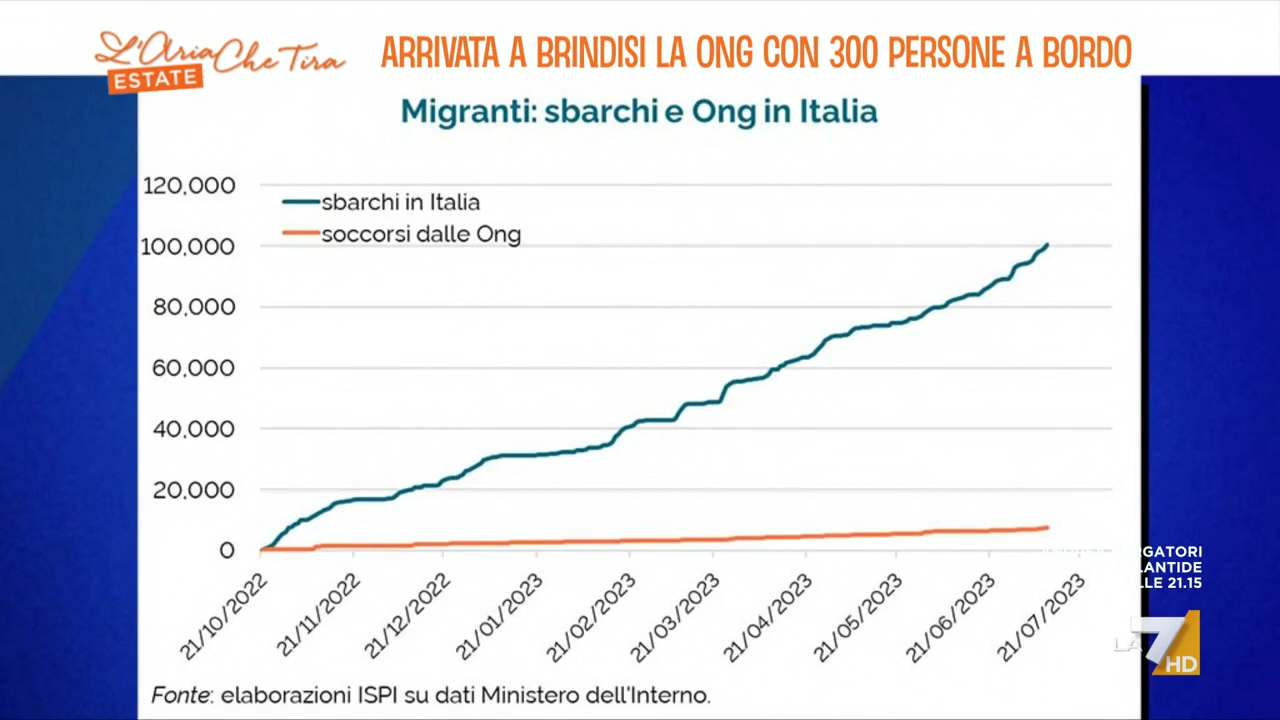 L'Aria Che Tira
ESTATE
ARRIVATA A BRINDISI LA ONG CON 300 PERSONE A BORDO
Migranti: sbarchi e Ong in Italia
120,000
sbarchi in Italia
soccorsi dalle Ong
100,000
80,000
60,000
40,000
20,000
0
21/10/2022
21/11/2022
21/12/2022
21/01/2023
21/02/2023
21/03/2023
21/04/2023
21/05/2023
21/06/2023
21/07/2023
RGATORI
LANTIDE
LLE 21.15
LA 7 HD
Fonte: elaborazioni ISPI su dati Ministero dell'Interno.